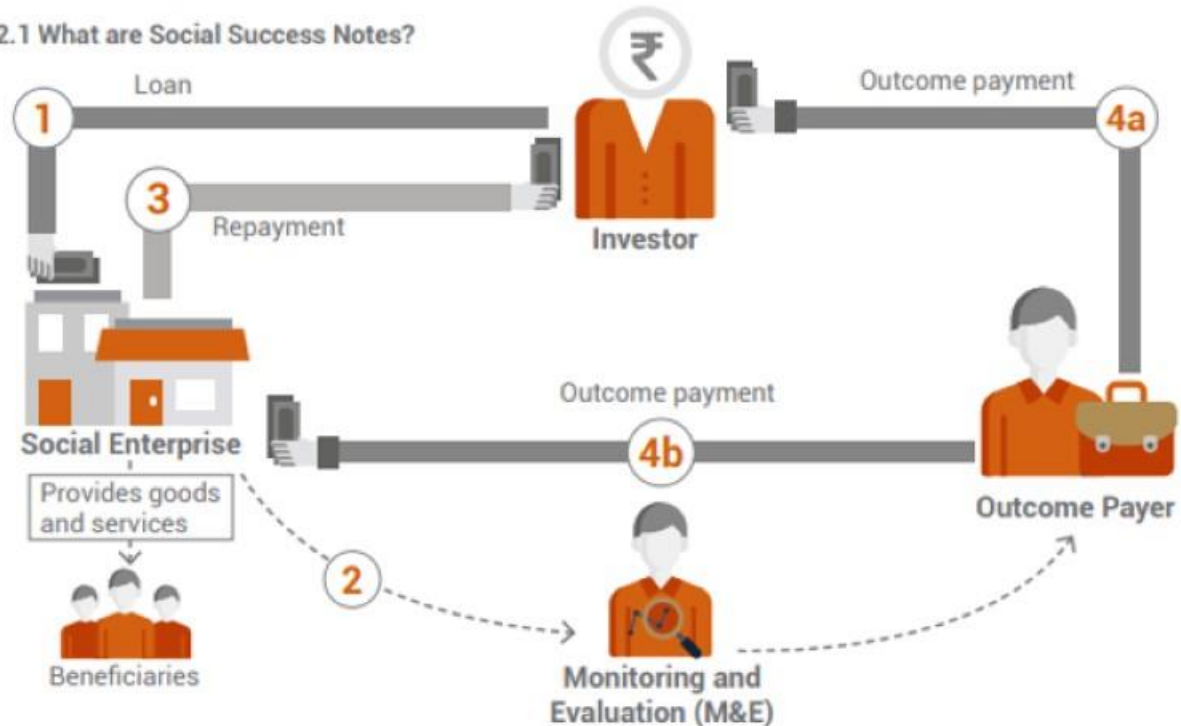 2.1 What are Social Success Notes?
₹
Loan
Outcome payment
1
4a
3
Repayment
Investor
Outcome payment
Social Enterprise
4b
Provides goods
and services
Outcome Payer
2
Beneficiaries
Monitoring and
Evaluation (M&E)